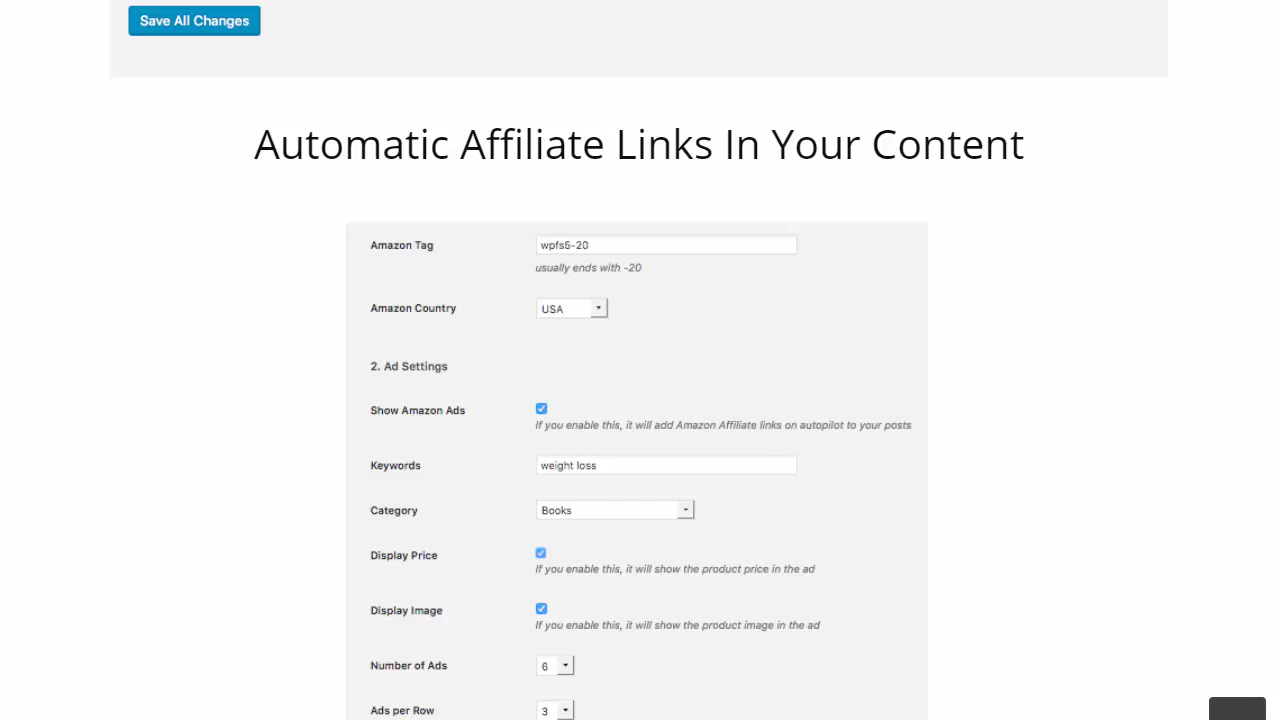 Save All Changes
Automatic Affiliate Links In Your Content
Amazon Tag
wpfs5-20
usually ends with -20
Amazon Country
USA
2. Ad Settings
Show Amazon Ads
If you enable this, it will add Amazon Affiliate links on autopilot to your posts
Keywords
weight loss
Category
Books
Display Price
If you enable this, it will show the product price in the ad
Display Image
If you enable this, it will show the product image in the ad
Number of Ads
6
Ads per Row
3